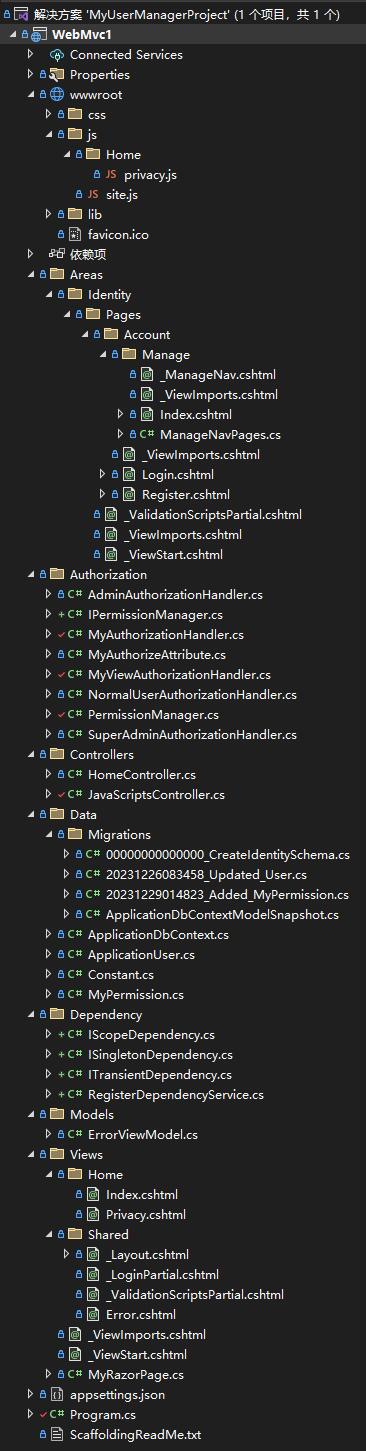 解决方案 'MyUserManagerProject' (1 个项目，共 1 个)
WebMvc1
Connected Services
Properties
wwwroot
css
js
Home
JS privacy.js
JS site.js
lib
favicon.ico
依赖项
Areas
Identity
Pages
Account
Manage
_ManageNav.cshtml
_ViewImports.cshtml
Index.cshtml
C# ManageNavPages.cs
_ViewImports.cshtml
Login.cshtml
Register.cshtml
_ValidationScriptsPartial.cshtml
_ViewImports.cshtml
_ViewStart.cshtml
Authorization
C# AdminAuthorizationHandler.cs
C# IPermissionManager.cs
C# MyAuthorizationHandler.cs
C# MyAuthorizeAttribute.cs
C# MyViewAuthorizationHandler.cs
C# NormalUserAuthorizationHandler.cs
C# PermissionManager.cs
C# SuperAdminAuthorizationHandler.cs
Controllers
C# HomeController.cs
C# JavaScriptsController.cs
Data
Migrations
C# 00000000000000_CreateIdentitySchema.cs
C# 20231226083458_Updated_User.cs
C# 20231229014823_Added_MyPermission.cs
C# ApplicationDbContextModelSnapshot.cs
C# ApplicationDbContext.cs
C# ApplicationUser.cs
C# Constant.cs
C# MyPermission.cs
Dependency
C# IScopeDependency.cs
C# ISingletonDependency.cs
C# ITransientDependency.cs
C# RegisterDependencyService.cs
Models
C# ErrorViewModel.cs
Views
Home
Index.cshtml
Privacy.cshtml
Shared
_Layout.cshtml
_LoginPartial.cshtml
_ValidationScriptsPartial.cshtml
Error.cshtml
_ViewImports.cshtml
_ViewStart.cshtml
C# MyRazorPage.cs
appsettings.json
C# Program.cs
ScaffoldingReadMe.txt